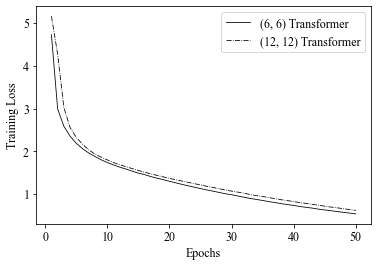 5
(6, 6) Transformer
(12, 12) Transformer
4
3
2
1
Training Loss
0 10 20 30 40 50
Epochs